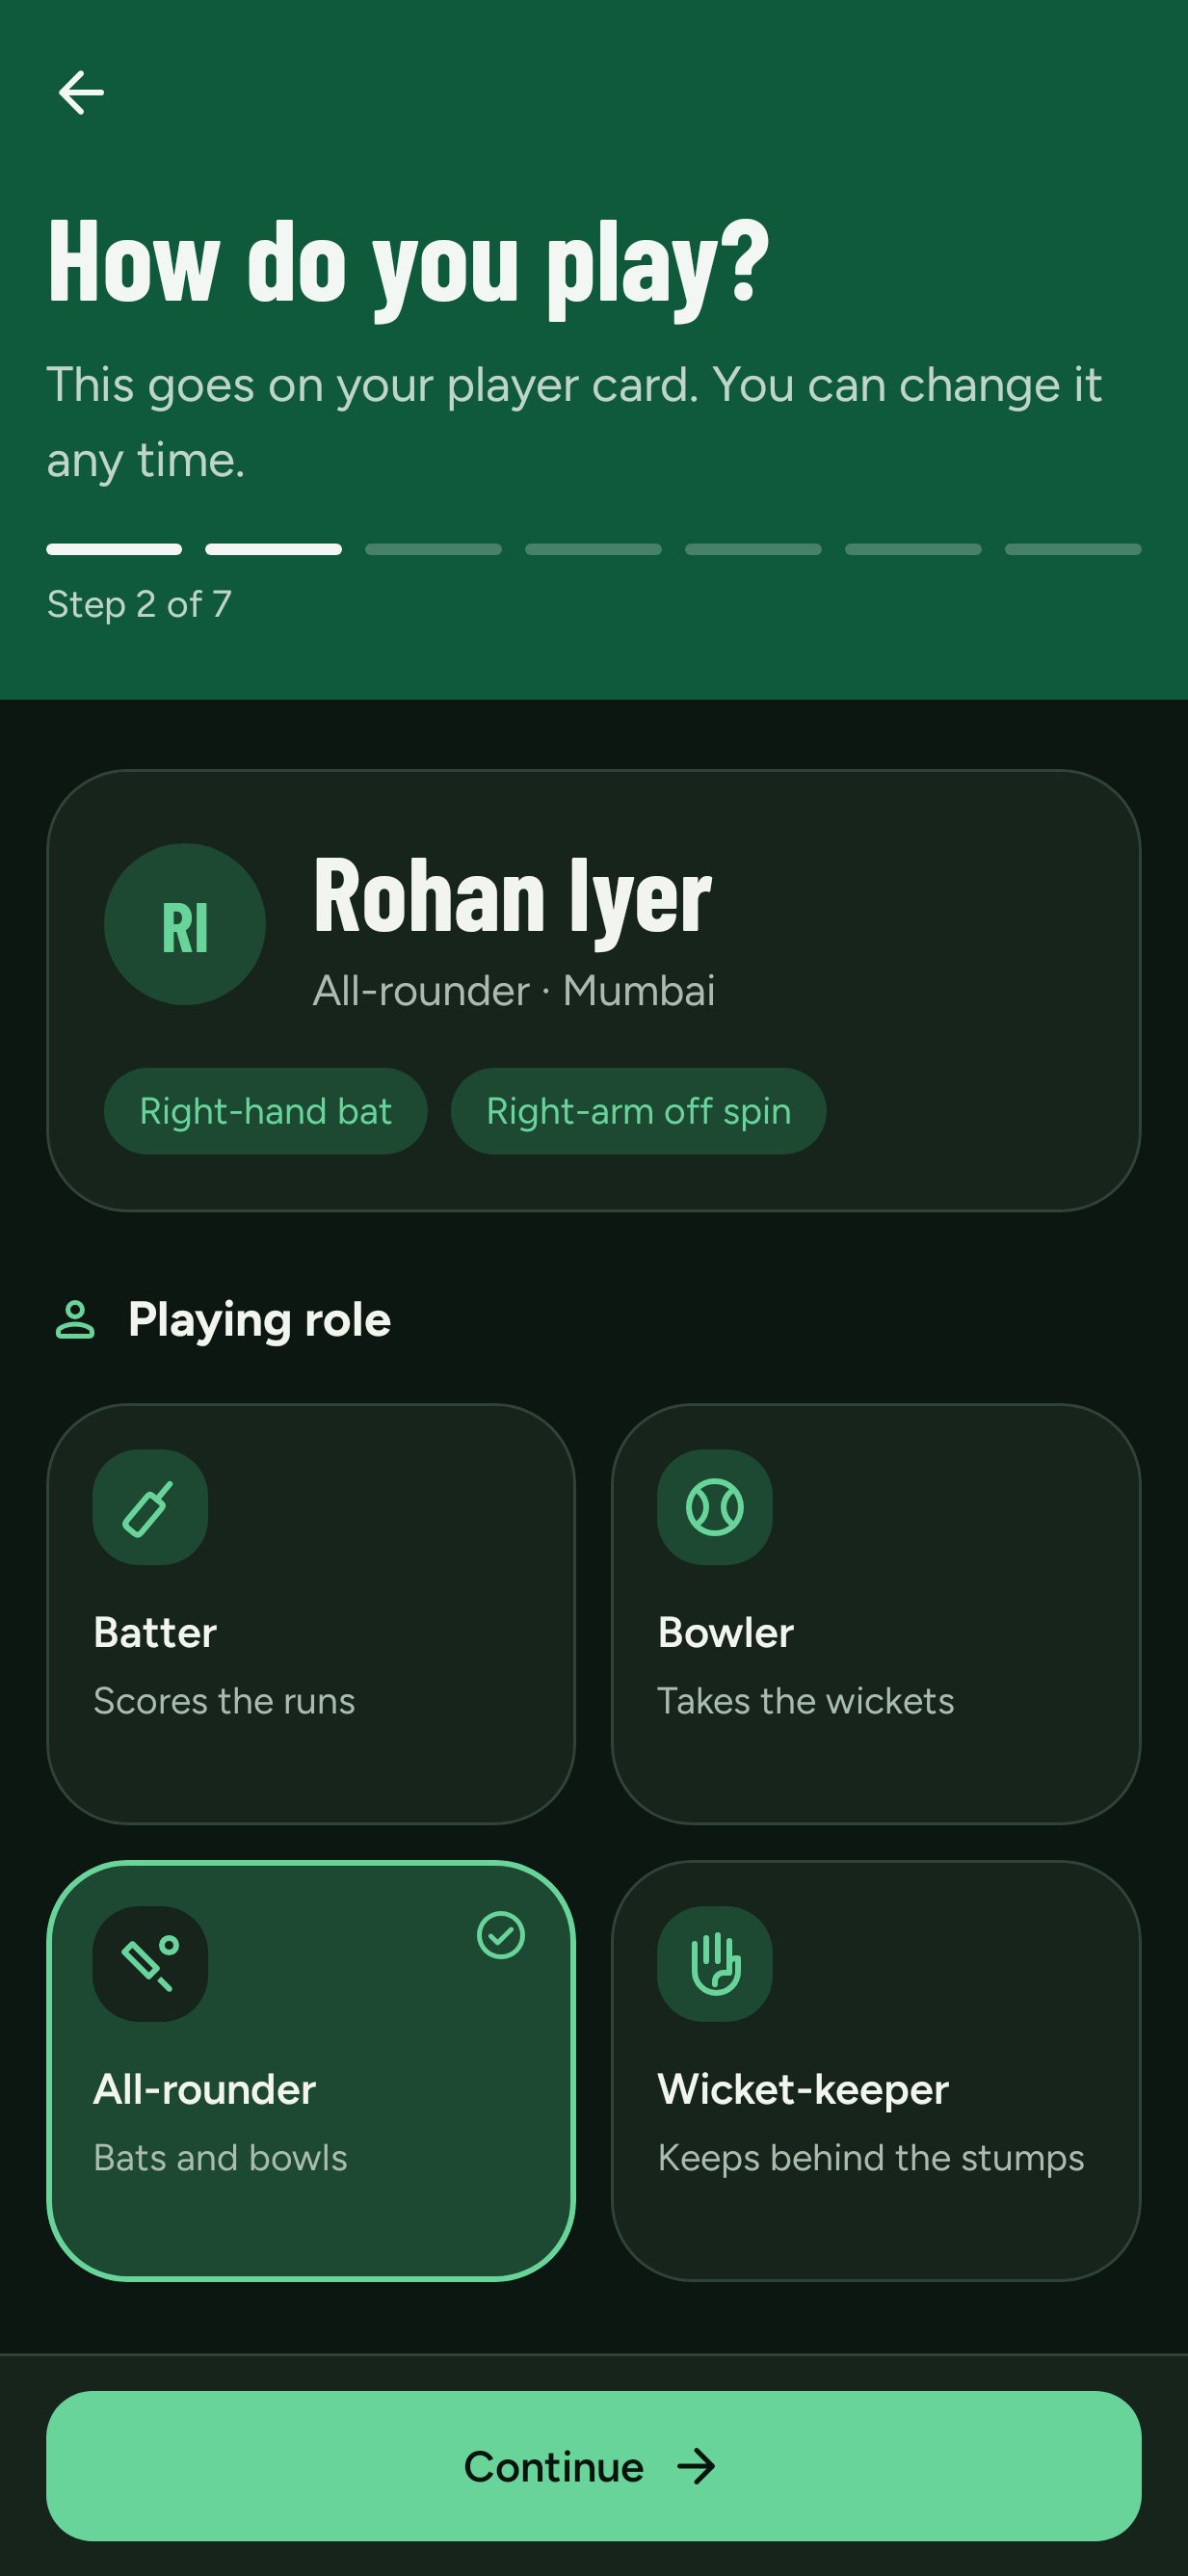 How do you play?
This goes on your player card. You can change it
any time.
Step 2 of 7
RI
Rohan Iyer
All-rounder · Mumbai
Right-hand bat
Right-arm off spin
Playing role
Batter
Scores the runs
Bowler
Takes the wickets
All-rounder
Bats and bowls
Wicket-keeper
Keeps behind the stumps
Continue